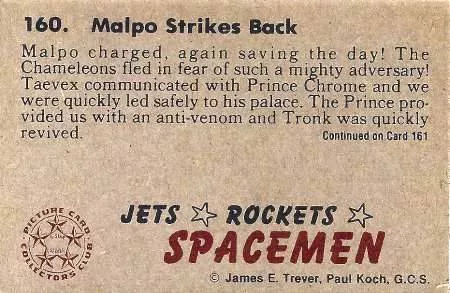 160. Malpo Strikes Back
Malpo charged, again saving the day! The
Chameleons fled in fear of such a mighty adversary!
Taevex communicated with Prince Chrome and we
were quickly led safely to his palace. The Prince pro-
vided us with an anti-venom and Tronk was quickly
revived.
Continued on Card 161
JETS ☆ ROCKETS ☆
SPACEMEN
© James E. Trever, Paul Koch, G.C.S.
PICTURE CARD
COLLECTORS CLUB